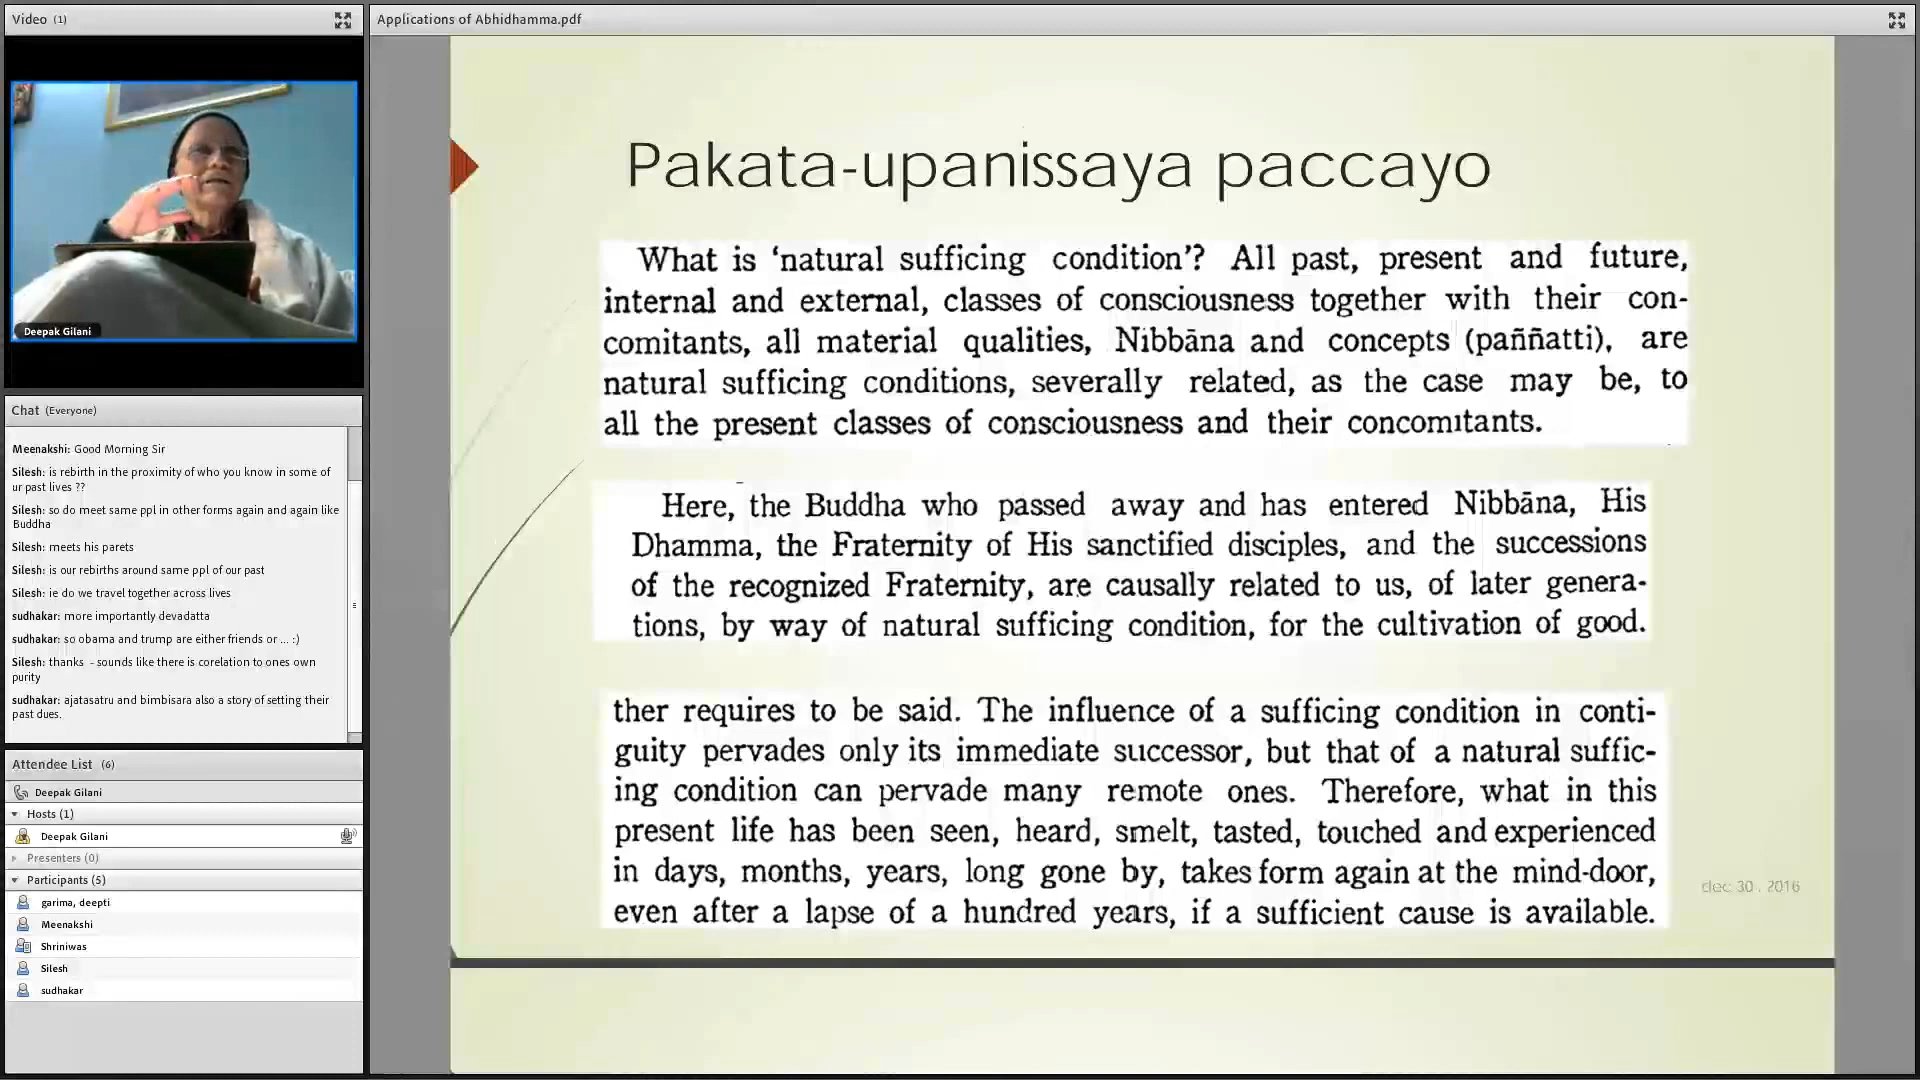 Video (1)
Deepak Gilani
Chat (Everyone)
Meenakshi: Good Morning Sir
Silesh: is rebirth in the proximity of who you know in some of
ur past lives ??
Silesh: so do meet same ppl in other forms again and again like
Buddha
Silesh: meets his parets
Silesh: is our rebirths around same ppl of our past
Silesh: ie do we travel together across lives
sudhakar: more importantly devadatta
sudhakar: so obama and trump are either friends or ... :)
Silesh: thanks - sounds like there is corelation to ones own
purity
sudhakar: ajatasatru and bimbisara also a story of setting their
past dues.
Attendee List (6)
Deepak Gilani
Hosts (1)
Deepak Gilani
Presenters (0)
Participants (5)
garima, deepti
Meenakshi
Shriniwas
Silesh
sudhakar
Applications of Abhidhamma.pdf
Pakata-upanissaya paccayo
What is ‘natural sufficing condition’? All past, present and future,
internal and external, classes of consciousness together with their con-
comitants, all material qualities, Nibbāna and concepts (paññatti), are
natural sufficing conditions, severally related, as the case may be, to
all the present classes of consciousness and their concomitants.
Here, the Buddha who passed away and has entered Nibbāna, His
Dhamma, the Fraternity of His sanctified disciples, and the successions
of the recognized Fraternity, are causally related to us, of later genera-
tions, by way of natural sufficing condition, for the cultivation of good.
ther requires to be said. The influence of a sufficing condition in conti-
guity pervades only its immediate successor, but that of a natural suffic-
ing condition can pervade many remote ones. Therefore, what in this
present life has been seen, heard, smelt, tasted, touched and experienced
in days, months, years, long gone by, takes form again at the mind-door,
even after a lapse of a hundred years, if a sufficient cause is available.
dec 30 , 2016